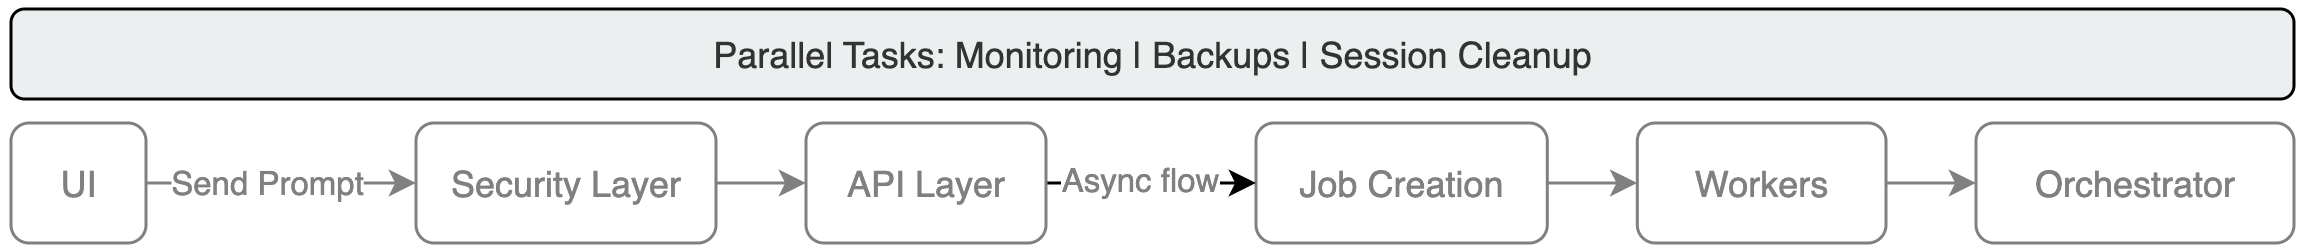 Parallel Tasks: Monitoring | Backups | Session Cleanup
UI
Send Prompt
Security Layer
API Layer
Async flow
Job Creation
Workers
Orchestrator